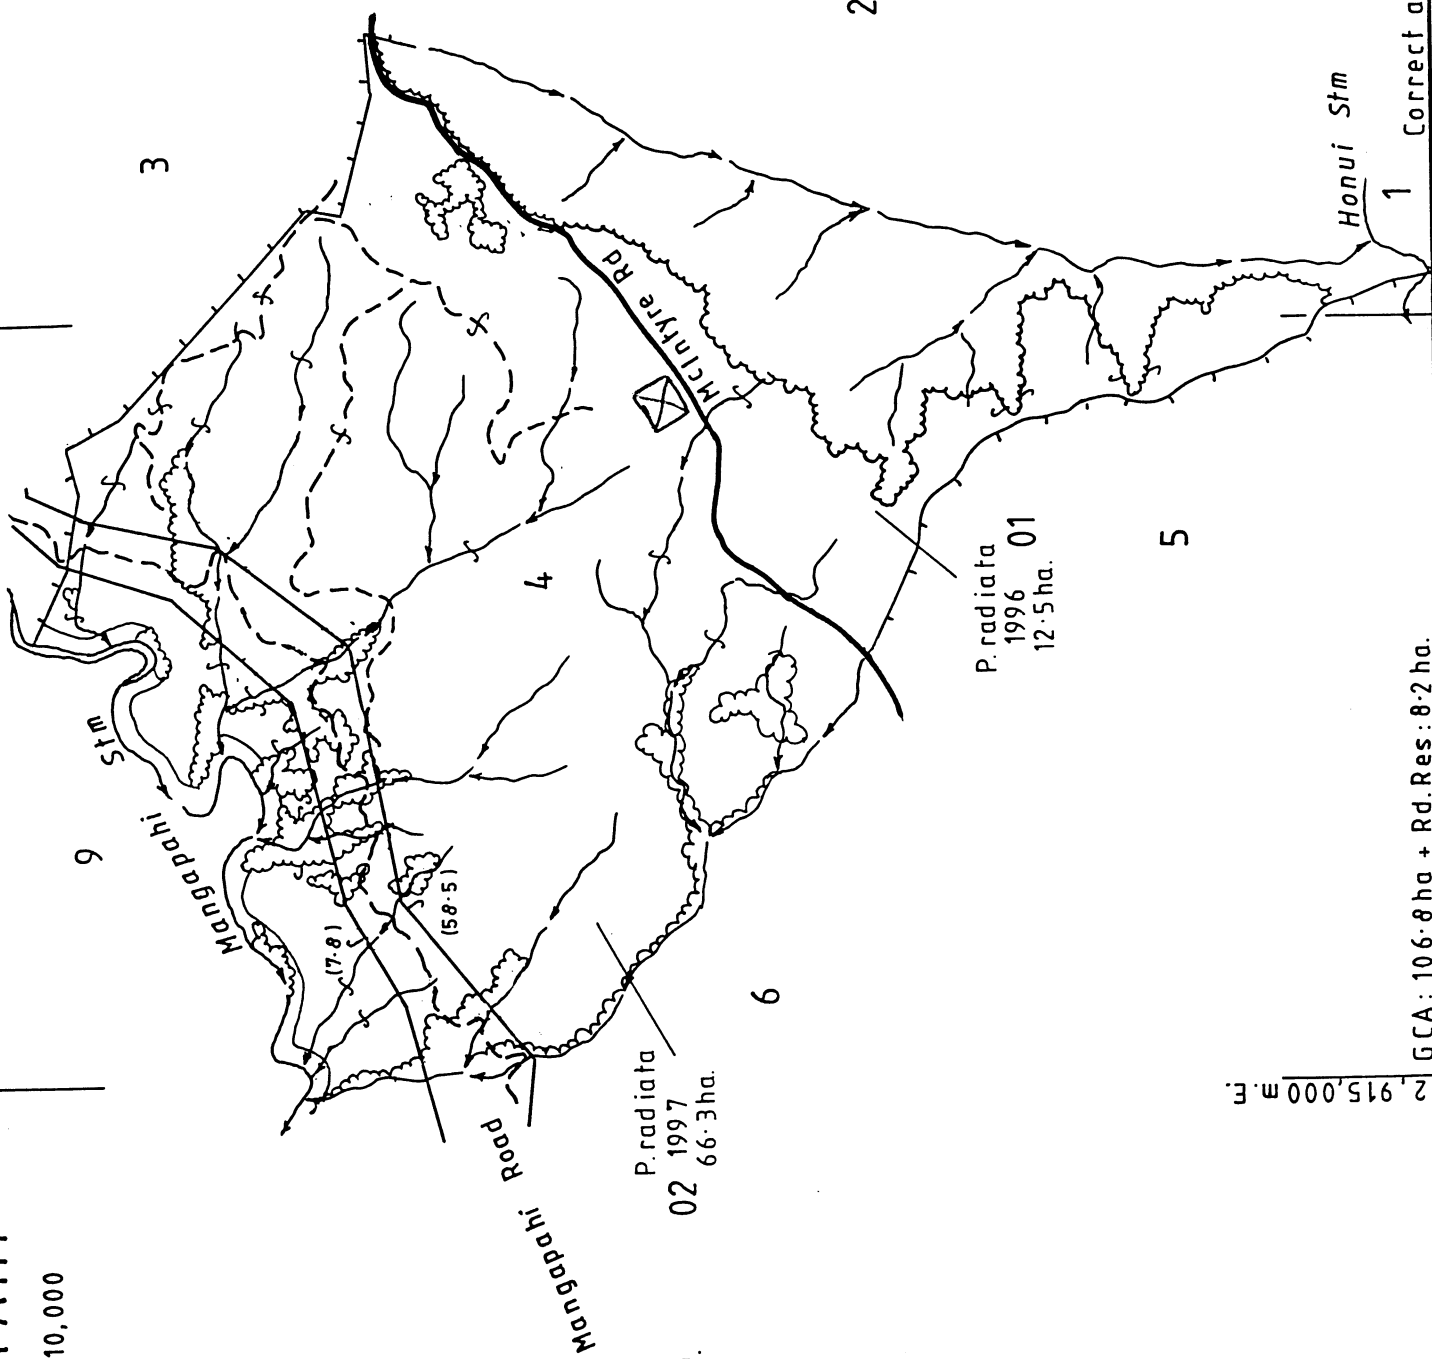 10,000
9
3
2
Mangapahi
Stm
(7·8)
(58·5)
McIntyre Rd
4
Mangapahi Road
P. radiata
02 1997
66·3 ha.
6
P. radiata
1996 01
12·5 ha.
5
Honui Stm
1
Correct a
2,915,000 m.E.
GCA: 106·8 ha + Rd. Res: 8·2 ha.